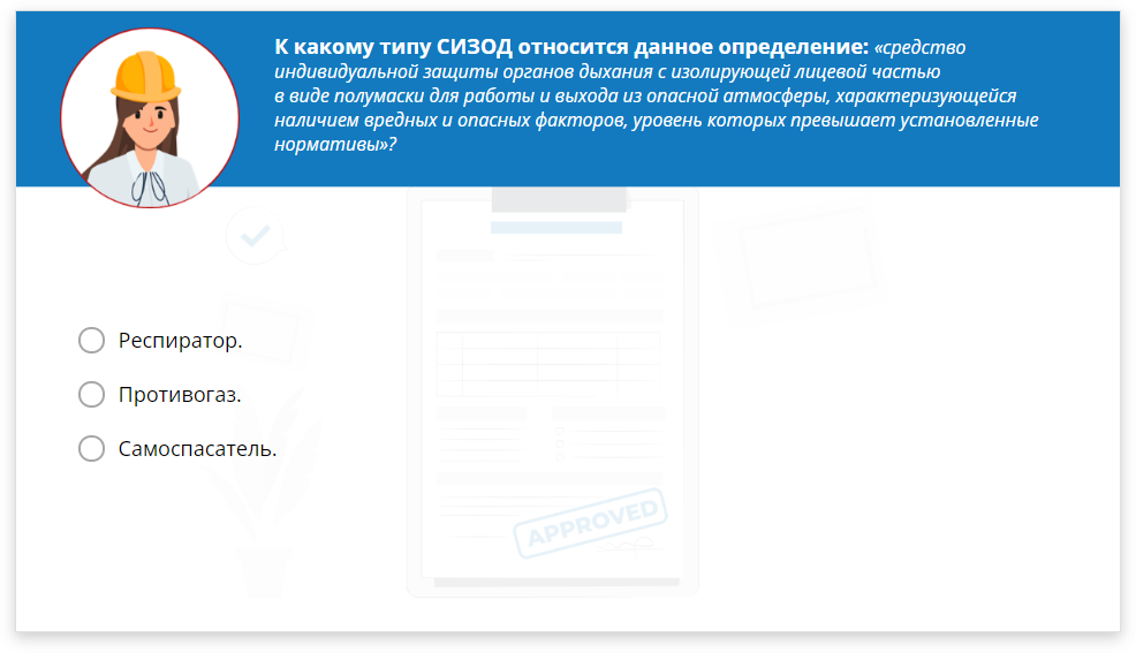 К какому типу СИЗОД относится данное определение: «средство
индивидуальной защиты органов дыхания с изолирующей лицевой частью
в виде полумаски для работы и выхода из опасной атмосферы, характеризующейся
наличием вредных и опасных факторов, уровень которых превышает установленные
нормативы»?
Респиратор.
Противогаз.
Самоспасатель.
APPROVED